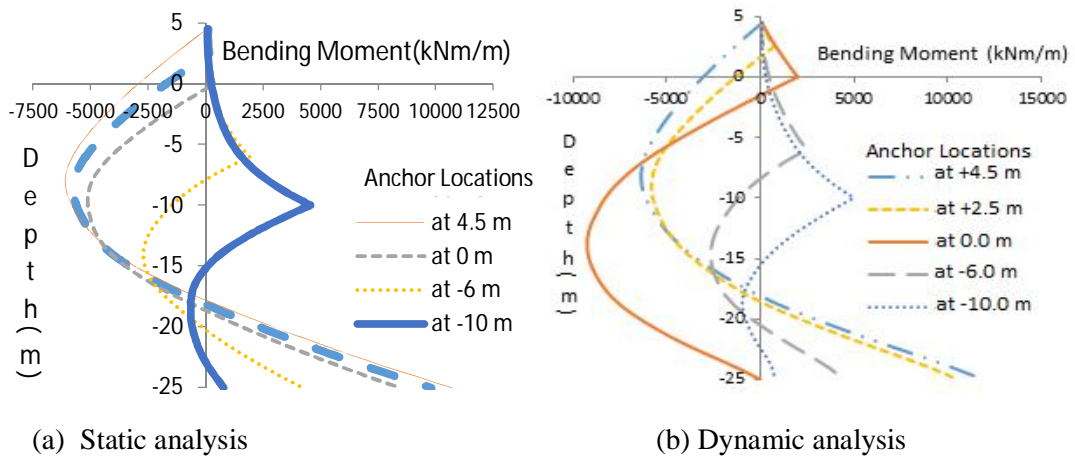 5
Bending Moment(kNm/m)
0
-7500 -5000 -2500 0 2500 5000 7500 10000 12500
-5
-10
-15
-20
-25
Depth(m)
Anchor Locations
at 4.5 m
at 0 m
at -6 m
at -10 m
(a) Static analysis
5
Bending Moment (kNm/m)
0
-10000 -5000 0 5000 10000 15000
-5
-10
-15
-20
-25
Depth(m)
Anchor Locations
at +4.5 m
at +2.5 m
at 0.0 m
at -6.0 m
at -10.0 m
(b) Dynamic analysis